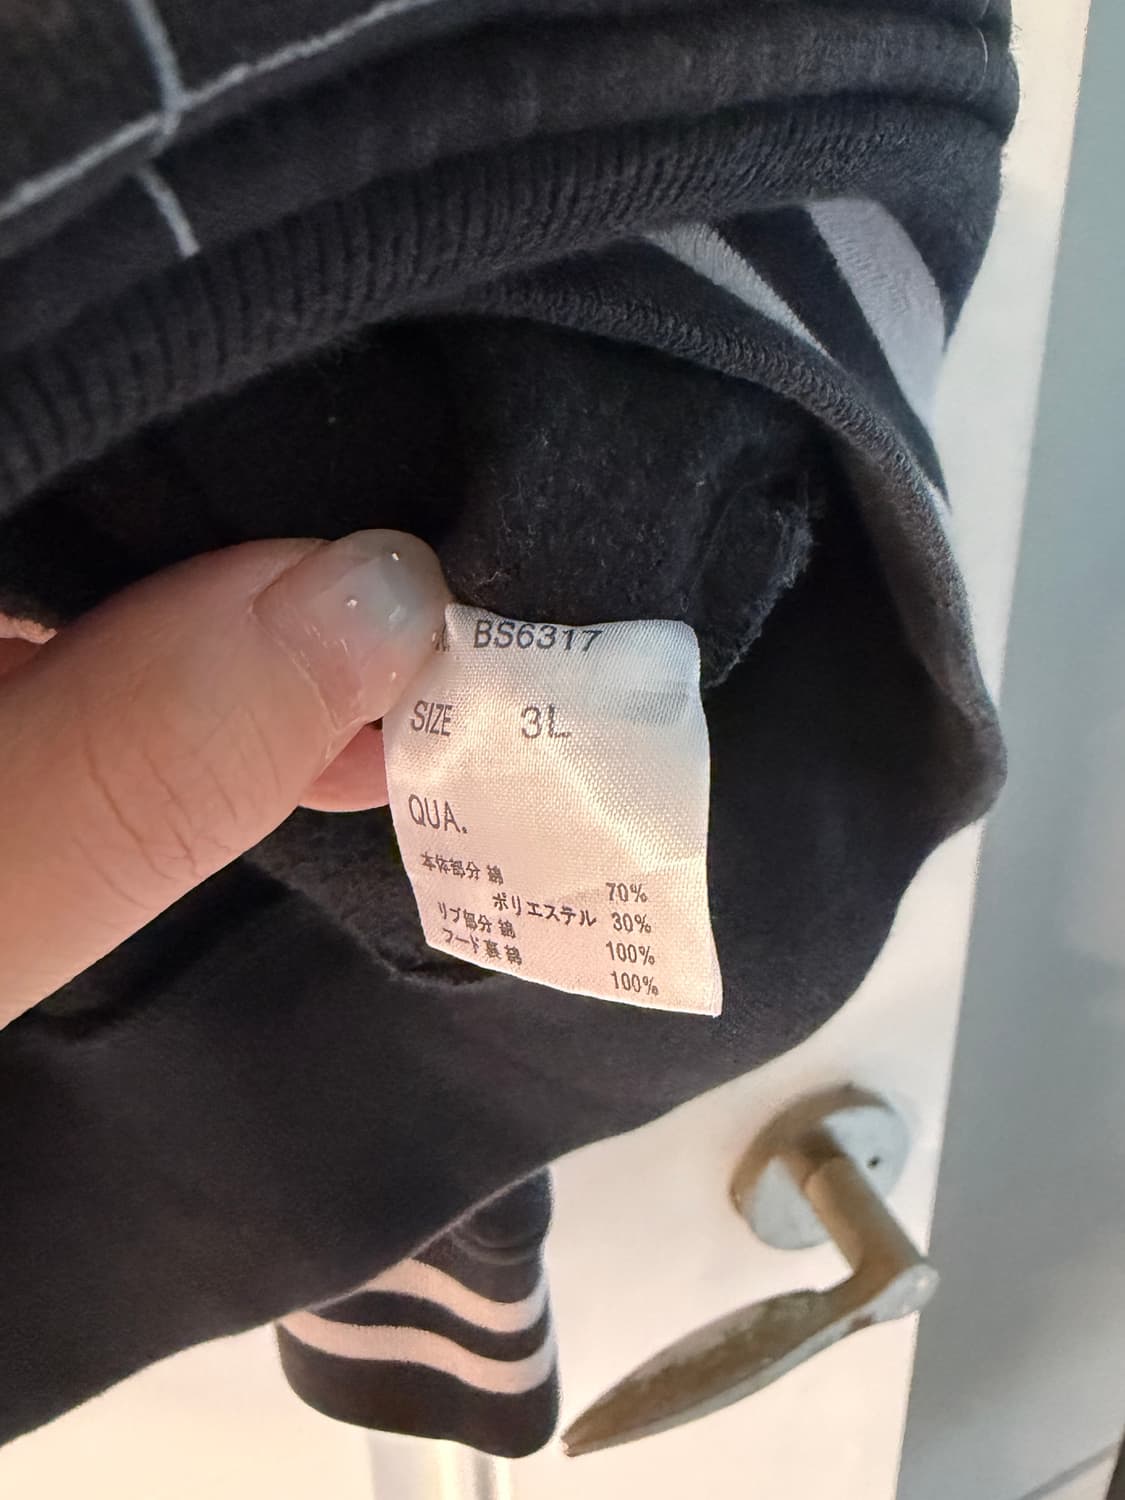 BS6317
SIZE 3L
QUA.
本体部分 綿 70%
ポリエステル 30%
リブ部分 綿 100%
フード裏 綿 100%